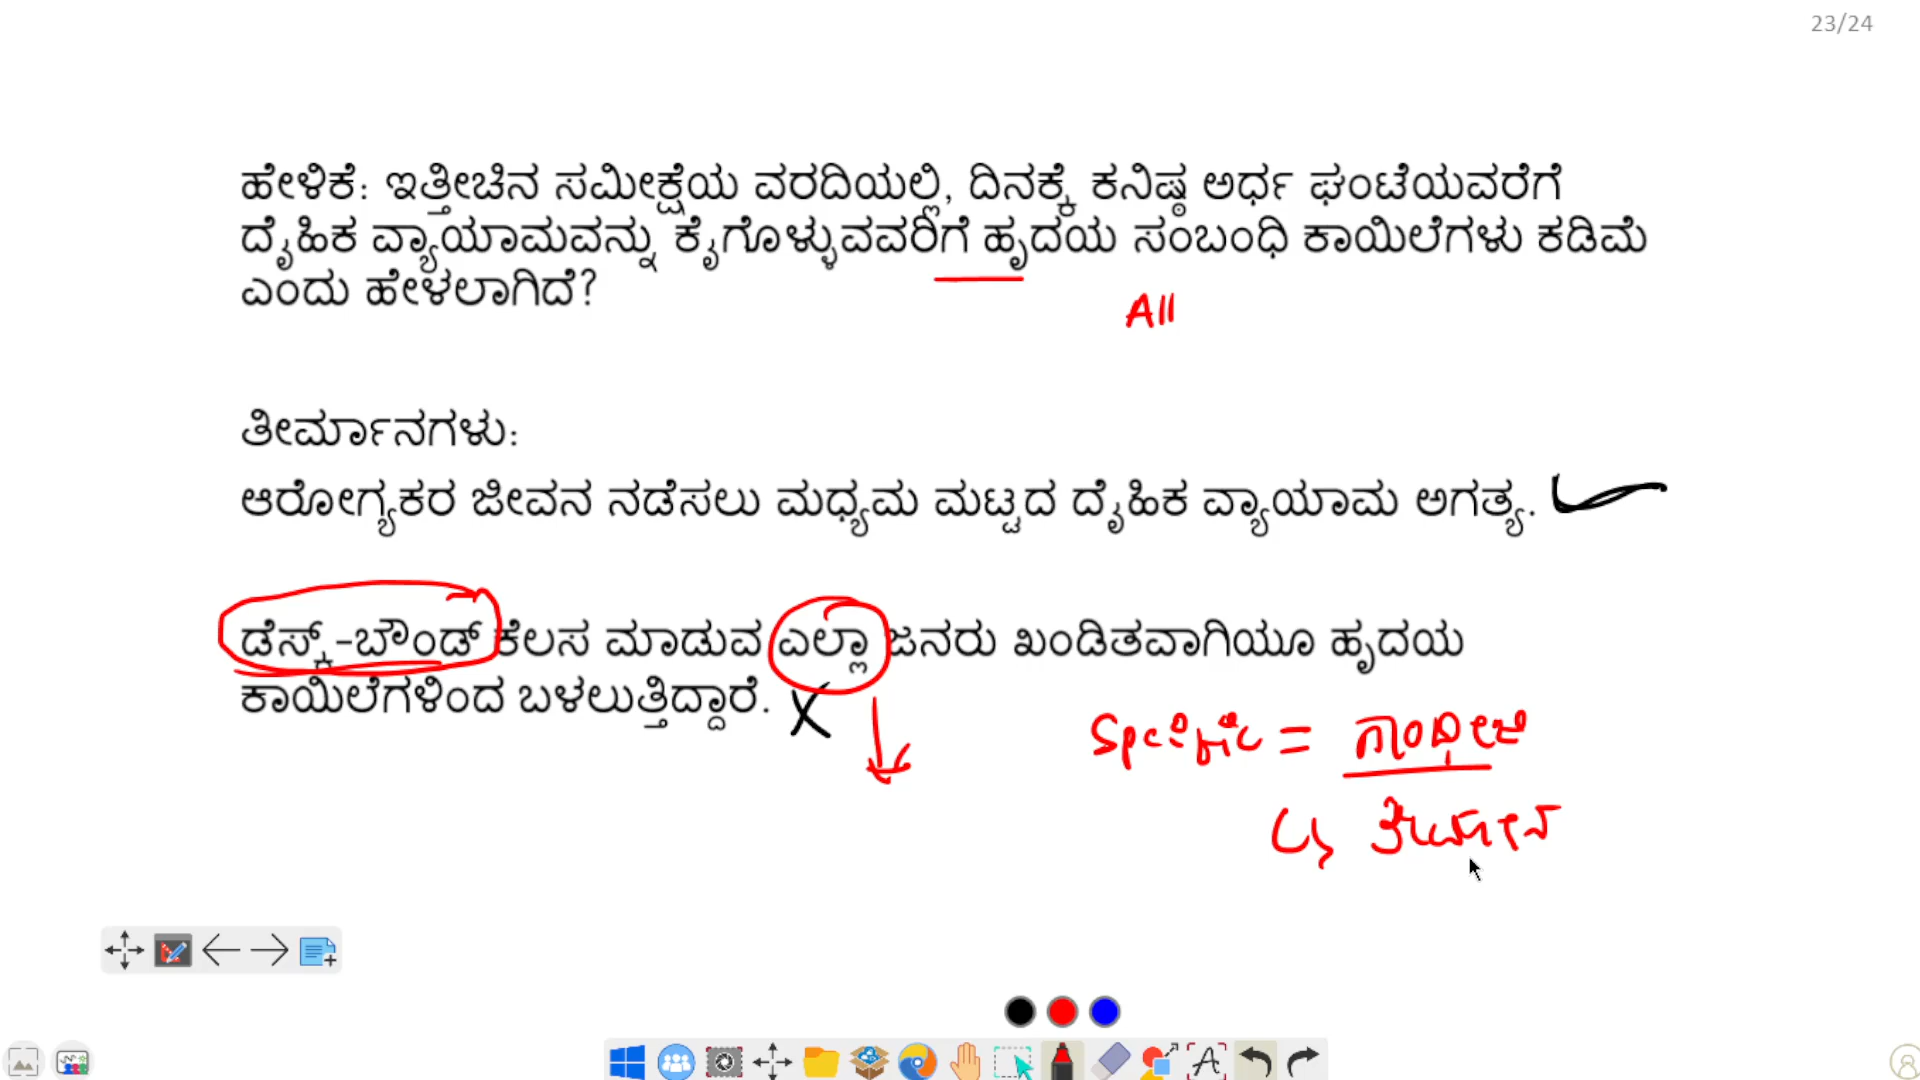 23/24
ಹೇಳಿಕೆ: ಇತ್ತೀಚಿನ ಸಮೀಕ್ಷೆಯ ವರದಿಯಲ್ಲಿ, ದಿನಕ್ಕೆ ಕನಿಷ್ಠ ಅರ್ಧ ಘಂಟೆಯವರೆಗೆ
ದೈಹಿಕ ವ್ಯಾಯಾಮವನ್ನು ಕೈಗೊಳ್ಳುವವರಿಗೆ ಹೃದಯ ಸಂಬಂಧಿ ಕಾಯಿಲೆಗಳು ಕಡಿಮೆ
ಎಂದು ಹೇಳಲಾಗಿದೆ?
All
ತೀರ್ಮಾನಗಳು:
ಆರೋಗ್ಯಕರ ಜೀವನ ನಡೆಸಲು ಮಧ್ಯಮ ಮಟ್ಟದ ದೈಹಿಕ ವ್ಯಾಯಾಮ ಅಗತ್ಯ.
ಡೆಸ್ಕ್-ಬೌಂಡ್ ಕೆಲಸ ಮಾಡುವ ಎಲ್ಲಾ ಜನರು ಖಂಡಿತವಾಗಿಯೂ ಹೃದಯ
ಕಾಯಿಲೆಗಳಿಂದ ಬಳಲುತ್ತಿದ್ದಾರೆ.
Specific =